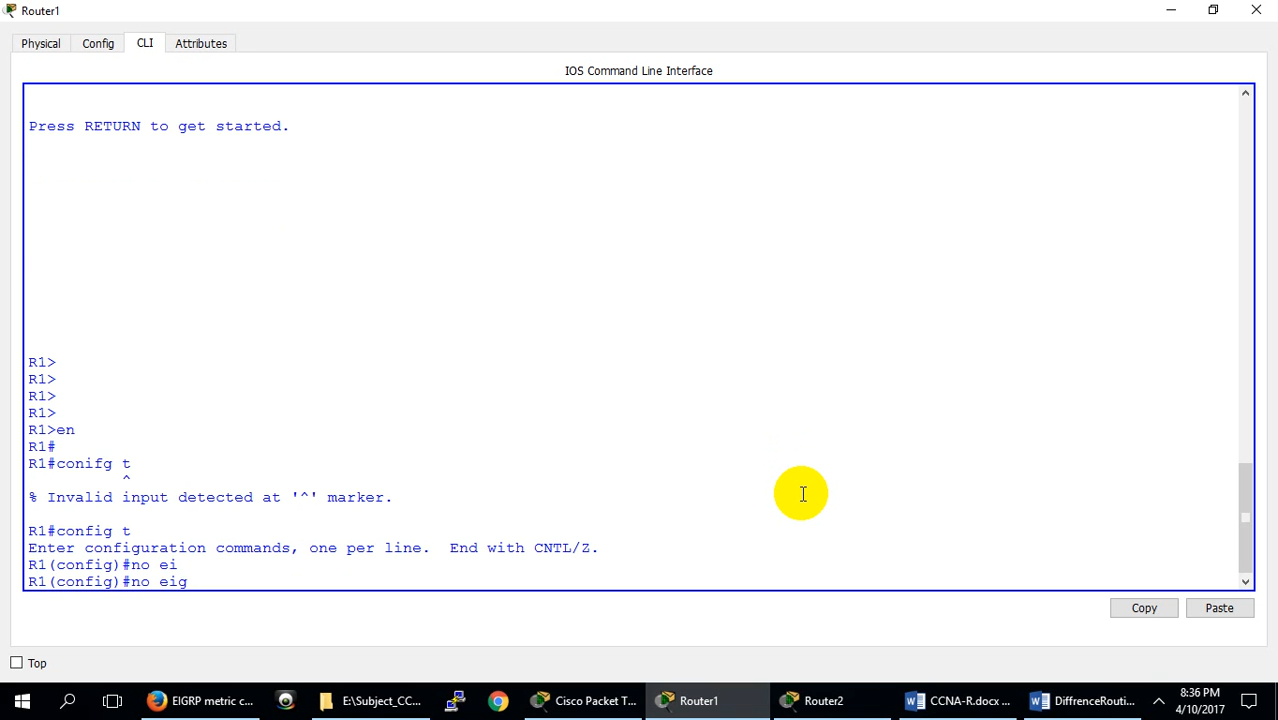 Router1
Physical Config CLI Attributes
IOS Command Line Interface
Press RETURN to get started.
R1>
R1>
R1>
R1>
R1>en
R1#
R1#conifg t
^
% Invalid input detected at '^' marker.
R1#config t
Enter configuration commands, one per line. End with CNTL/Z.
R1(config)#no ei
R1(config)#no eig
Copy Paste
Top
EIGRP metric c... E:\Subject_CC... Cisco Packet T... Router1 Router2 CCNA-R.docx ... DiffrenceRouti... 8:36 PM
4/10/2017